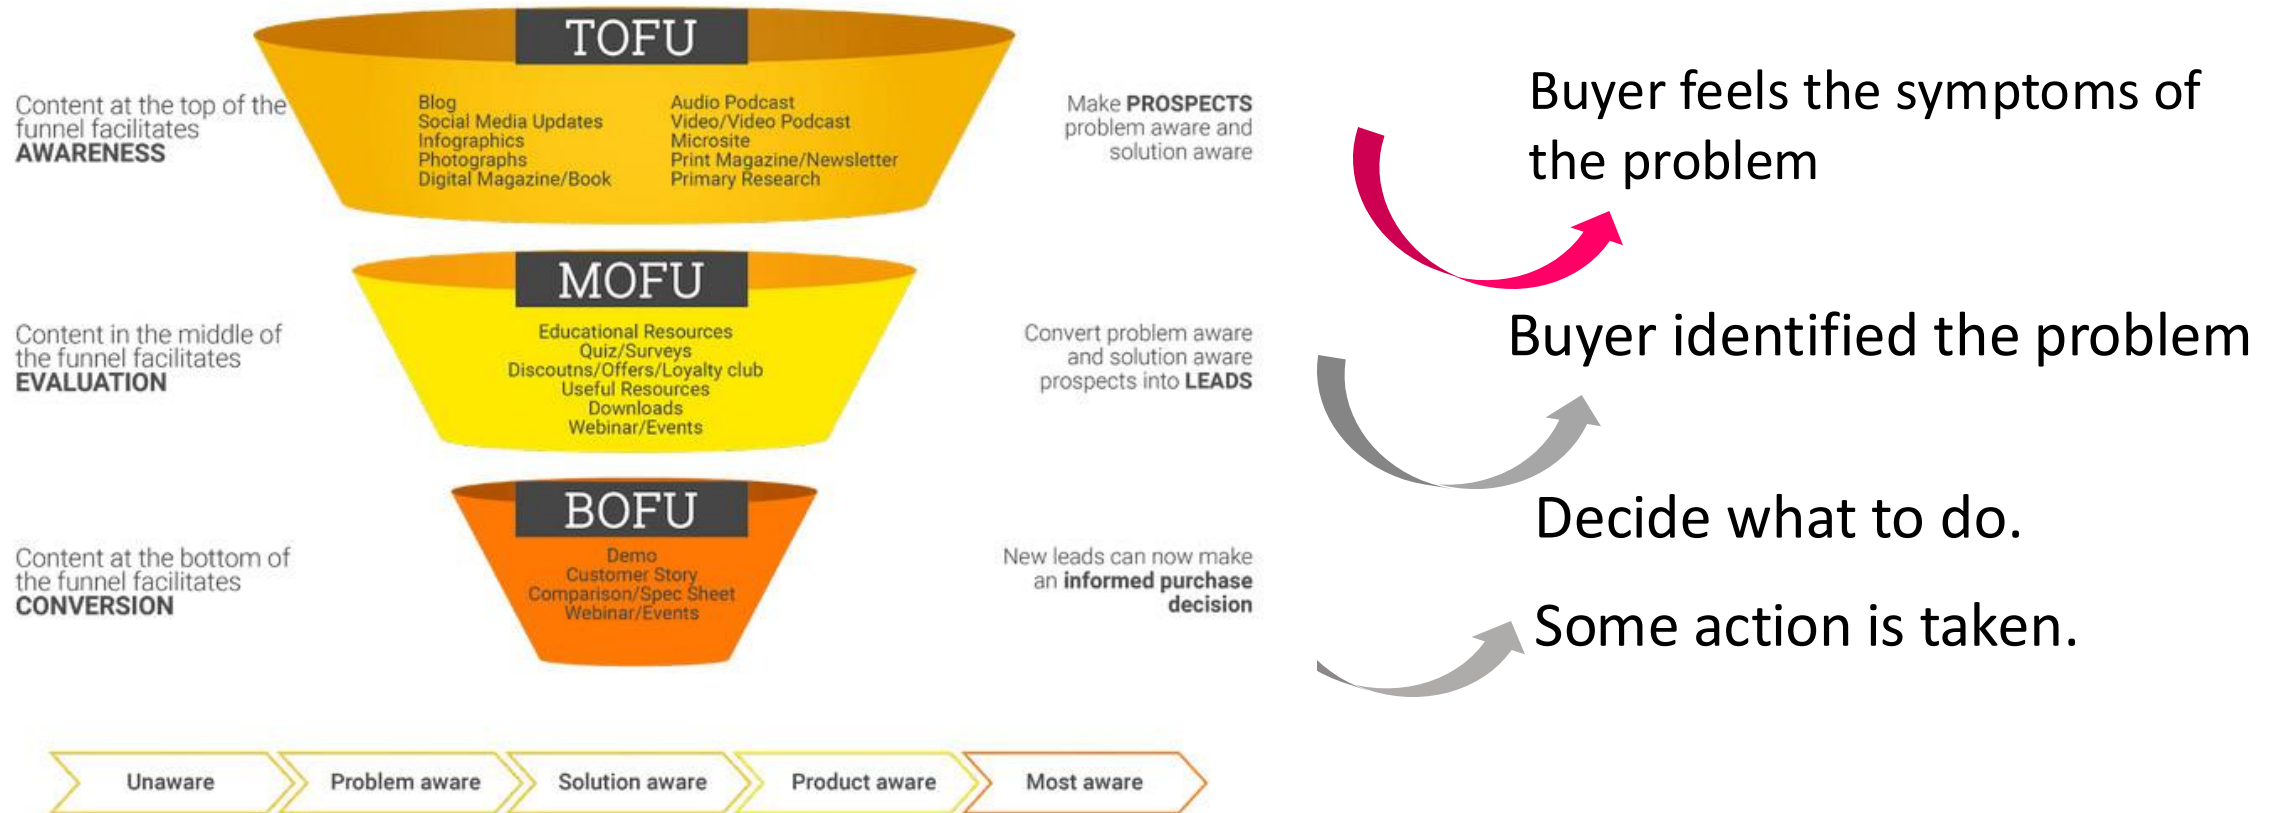 TOFU
Content at the top of the
funnel facilitates
AWARENESS
Blog
Social Media Updates
Infographics
Photographs
Digital Magazine/Book
Audio Podcast
Video/Video Podcast
Microsite
Print Magazine/Newsletter
Primary Research
Make PROSPECTS
problem aware and
solution aware
Buyer feels the symptoms of
the problem
MOFU
Content in the middle of
the funnel facilitates
EVALUATION
Educational Resources
Quiz/Surveys
Discoutns/Offers/Loyalty club
Useful Resources
Downloads
Webinar/Events
Convert problem aware
and solution aware
prospects into LEADS
Buyer identified the problem
BOFU
Content at the bottom of
the funnel facilitates
CONVERSION
Demo
Customer Story
Comparison/Spec Sheet
Webinar/Events
New leads can now make
an informed purchase
decision
Decide what to do.
Some action is taken.
Unaware
Problem aware
Solution aware
Product aware
Most aware